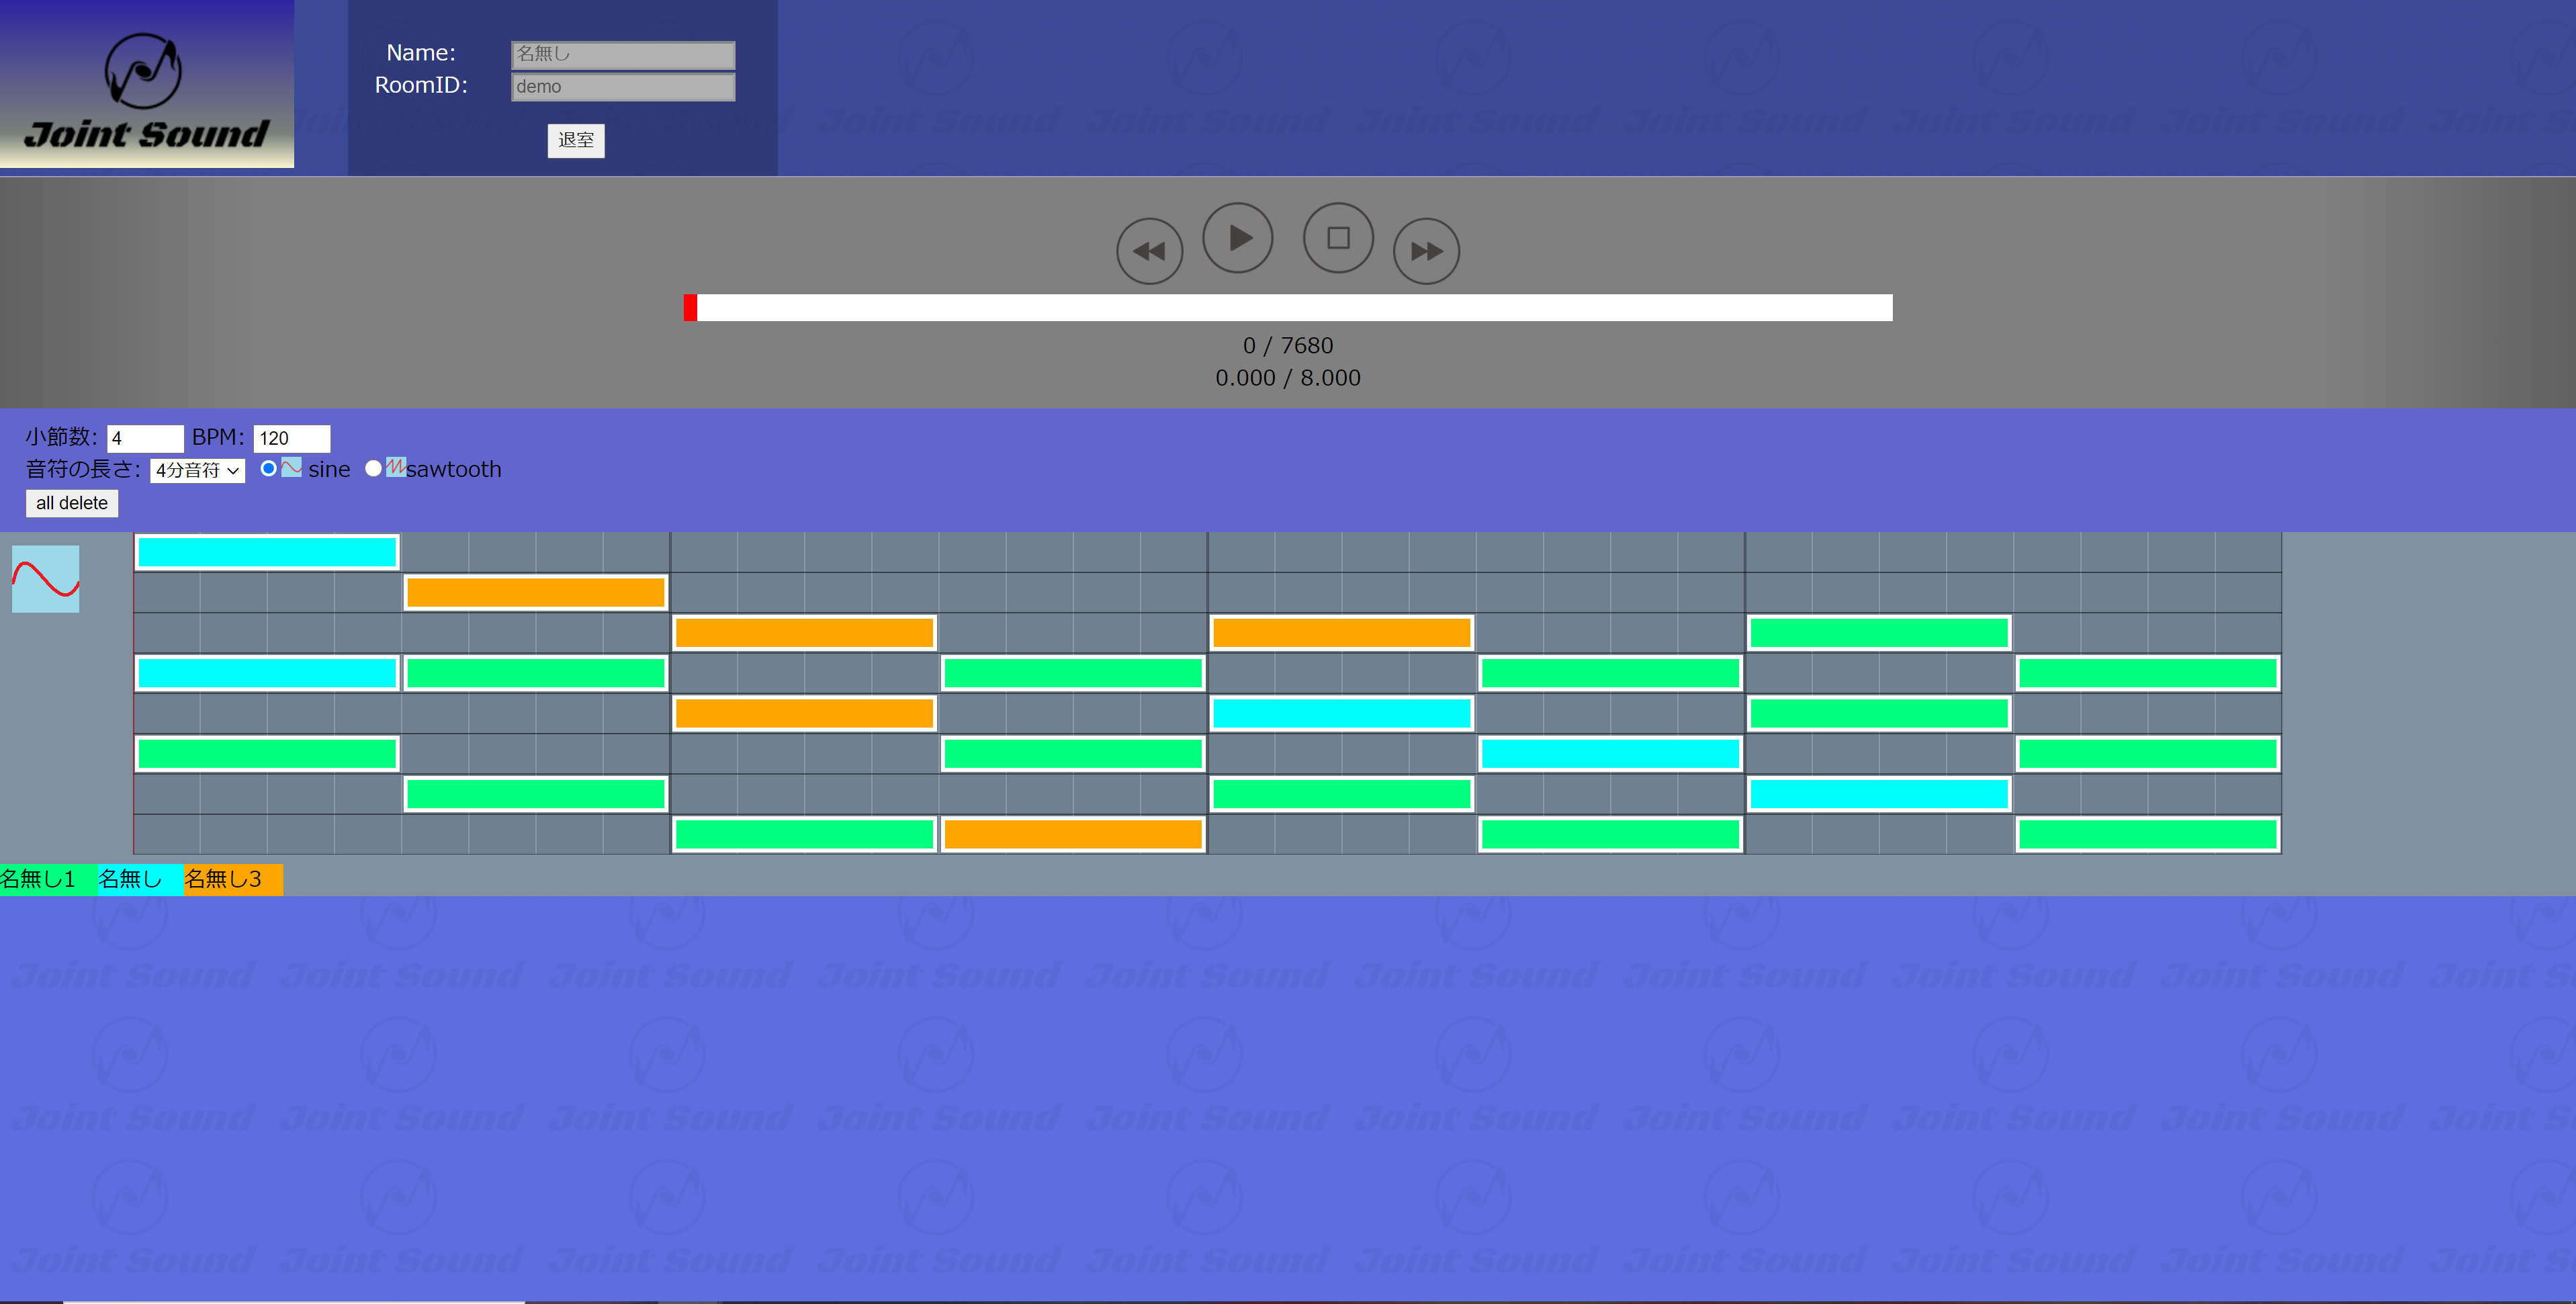 Joint Sound
Name: 名無し
RoomID: demo
退室
0 / 7680
0.000 / 8.000
小節数: 4 BPM: 120
音符の長さ: 4分音符 sine sawtooth
all delete
名無し1 名無し 名無し3